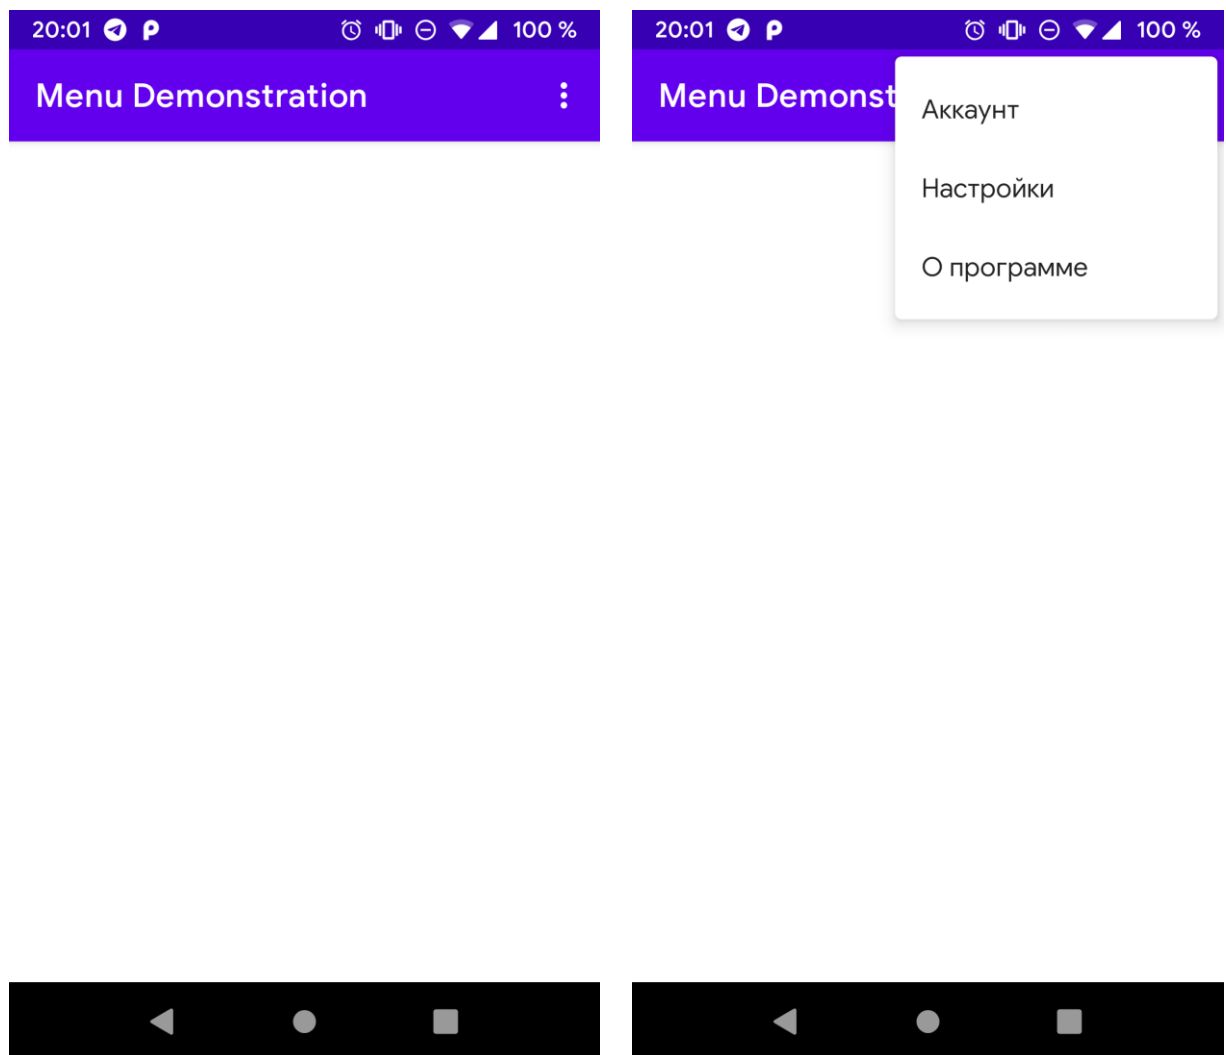 20:01 100 %
Menu Demonstration
20:01 100 %
Menu Demonst
Аккаунт
Настройки
О программе